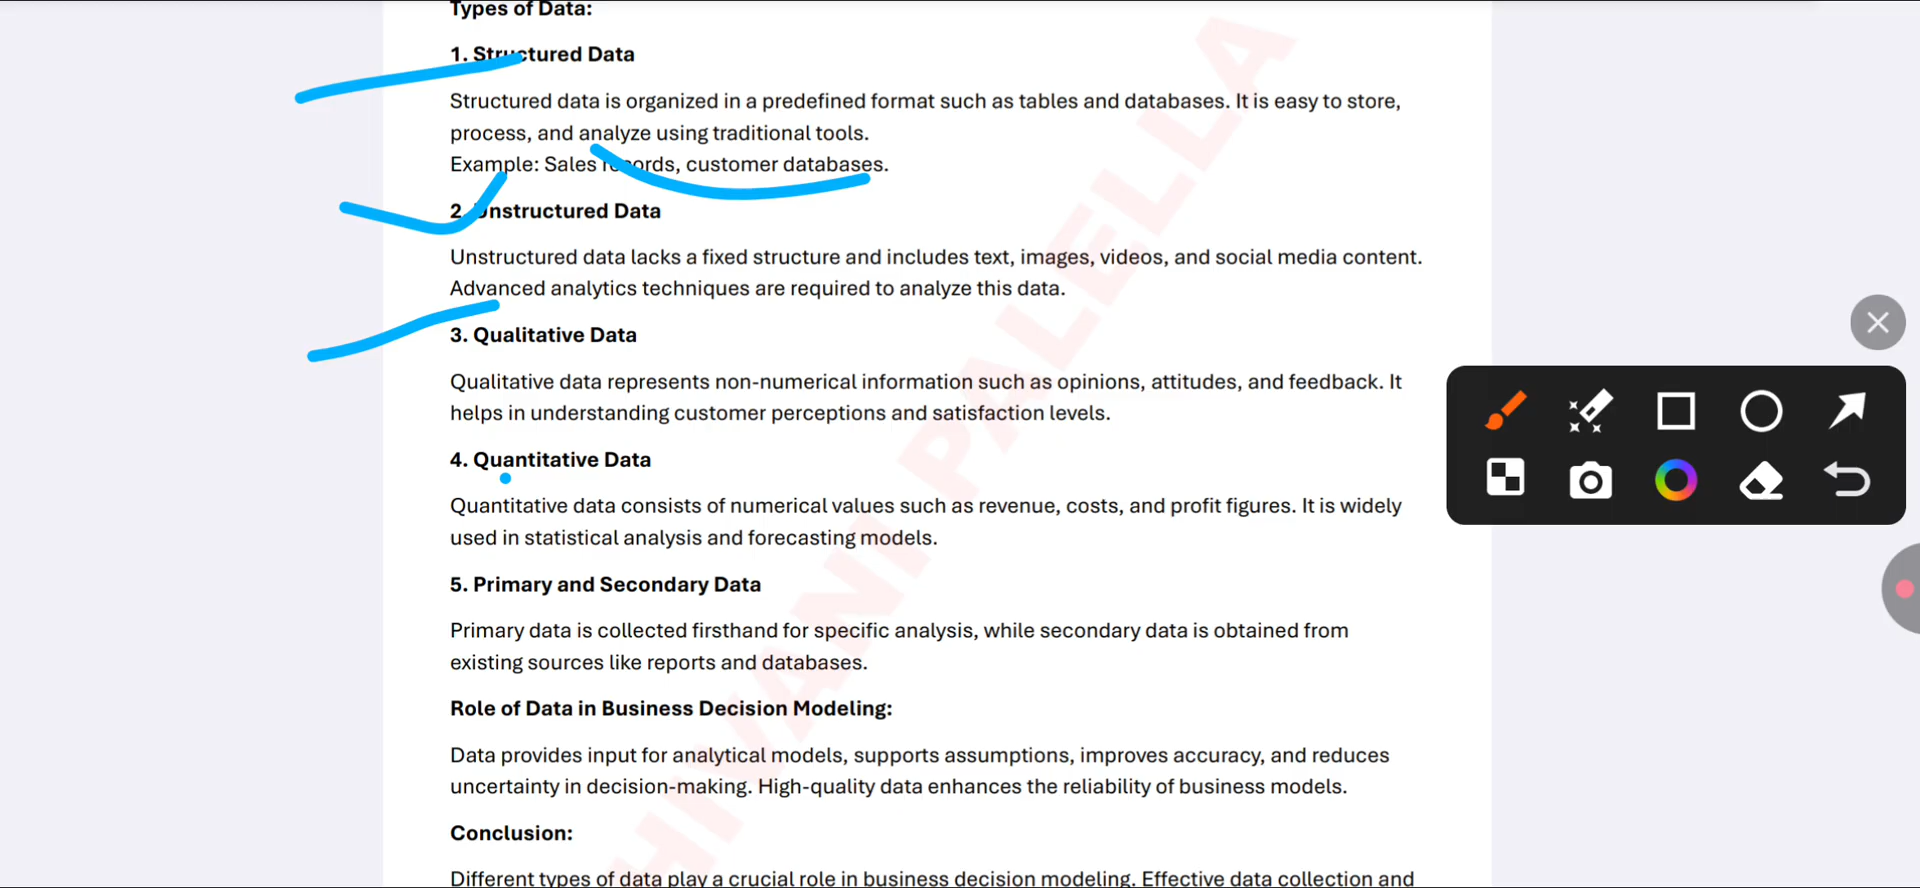 Types of Data:
1. Structured Data
Structured data is organized in a predefined format such as tables and databases. It is easy to store,
process, and analyze using traditional tools.
Example: Sales records, customer databases.
2. Unstructured Data
Unstructured data lacks a fixed structure and includes text, images, videos, and social media content.
Advanced analytics techniques are required to analyze this data.
3. Qualitative Data
Qualitative data represents non-numerical information such as opinions, attitudes, and feedback. It
helps in understanding customer perceptions and satisfaction levels.
4. Quantitative Data
Quantitative data consists of numerical values such as revenue, costs, and profit figures. It is widely
used in statistical analysis and forecasting models.
5. Primary and Secondary Data
Primary data is collected firsthand for specific analysis, while secondary data is obtained from
existing sources like reports and databases.
Role of Data in Business Decision Modeling:
Data provides input for analytical models, supports assumptions, improves accuracy, and reduces
uncertainty in decision-making. High-quality data enhances the reliability of business models.
Conclusion:
Different types of data play a crucial role in business decision modeling. Effective data collection and
HIVANI PALELLA